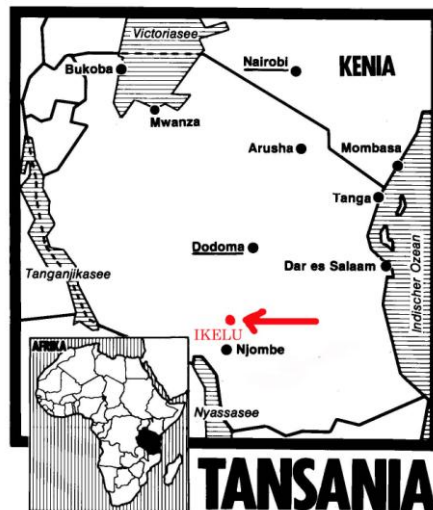 Victoriasee
Nairobi
KENIA
Bukoba
Mwanza
Arusha
Mombasa
Tanga
Dodoma
Tanganjikasee
Dar es Salaam
Indischer Ozean
IKELU
Njombe
AFRIKA
Nyassasee
TANSANIA